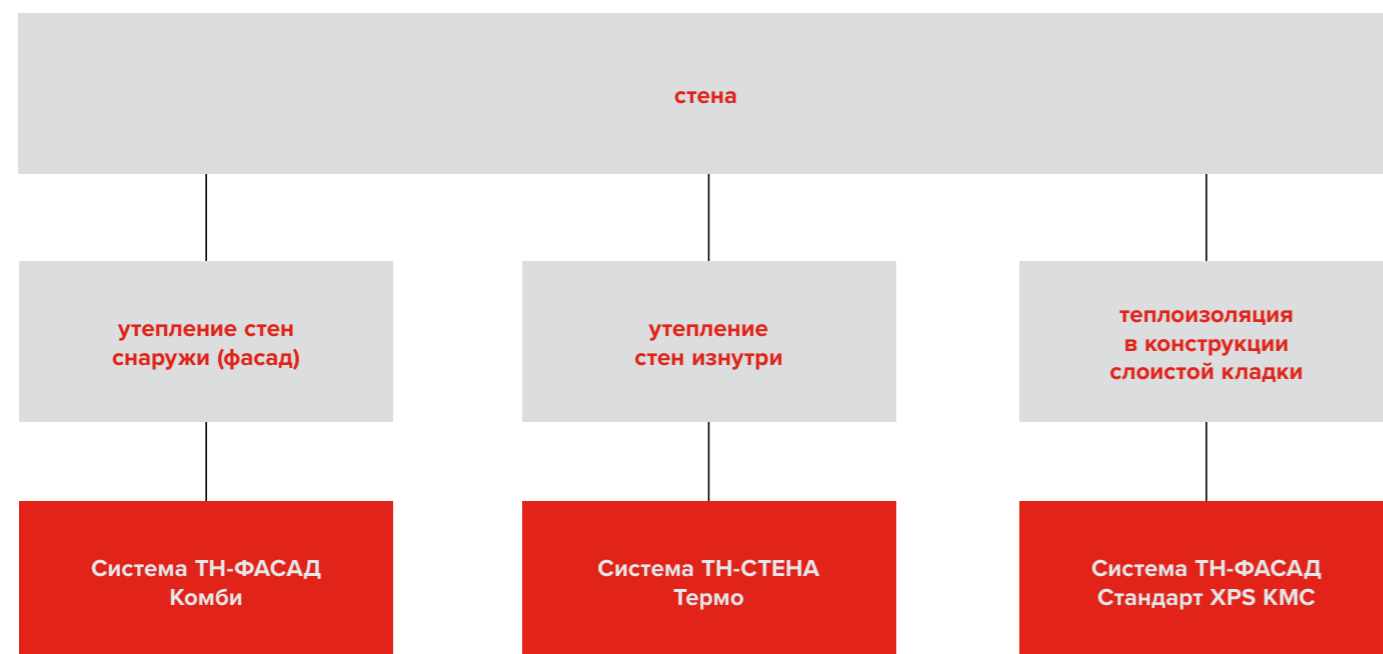 стена
утепление стен
снаружи (фасад)
утепление
стен изнутри
теплоизоляция
в конструкции
слоистой кладки
Система ТН-ФАСАД
Комби
Система ТН-СТЕНА
Термо
Система ТН-ФАСАД
Стандарт XPS КМС